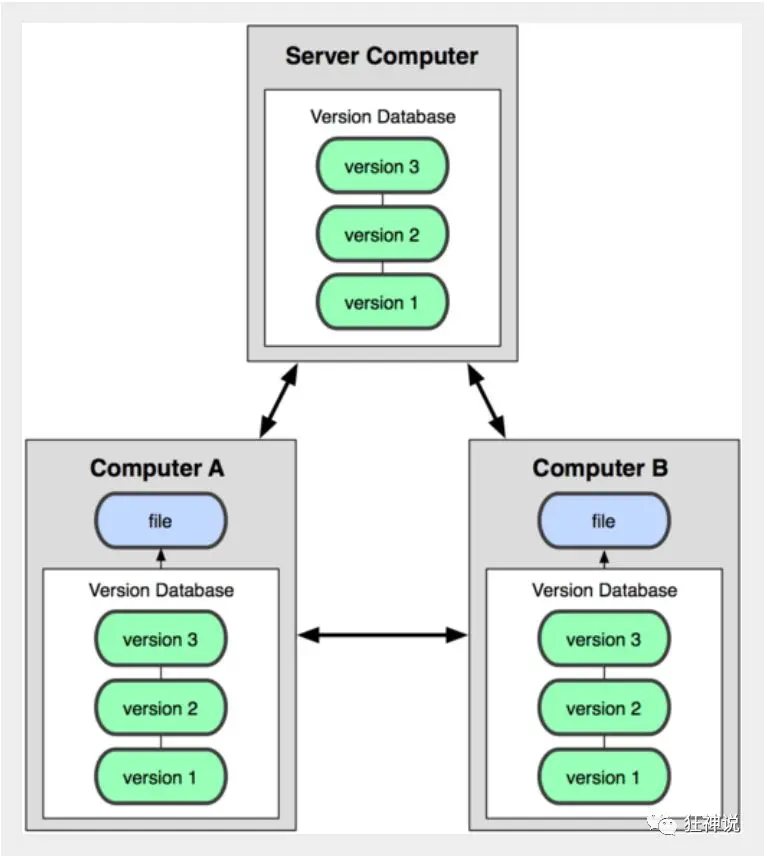 Server Computer
Version Database
version 3
version 2
version 1
Computer A
file
Version Database
version 3
version 2
version 1
Computer B
file
Version Database
version 3
version 2
version 1
狂神说